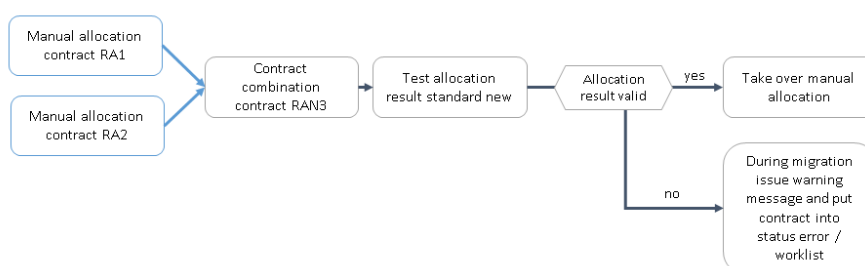 Manual allocation
contract RA1
Manual allocation
contract RA2
Contract
combination
contract RAN3
Test allocation
result standard new
Allocation
result valid
yes
Take over manual
allocation
no
During migration
issue warning
message and put
contract into
status error /
worklist